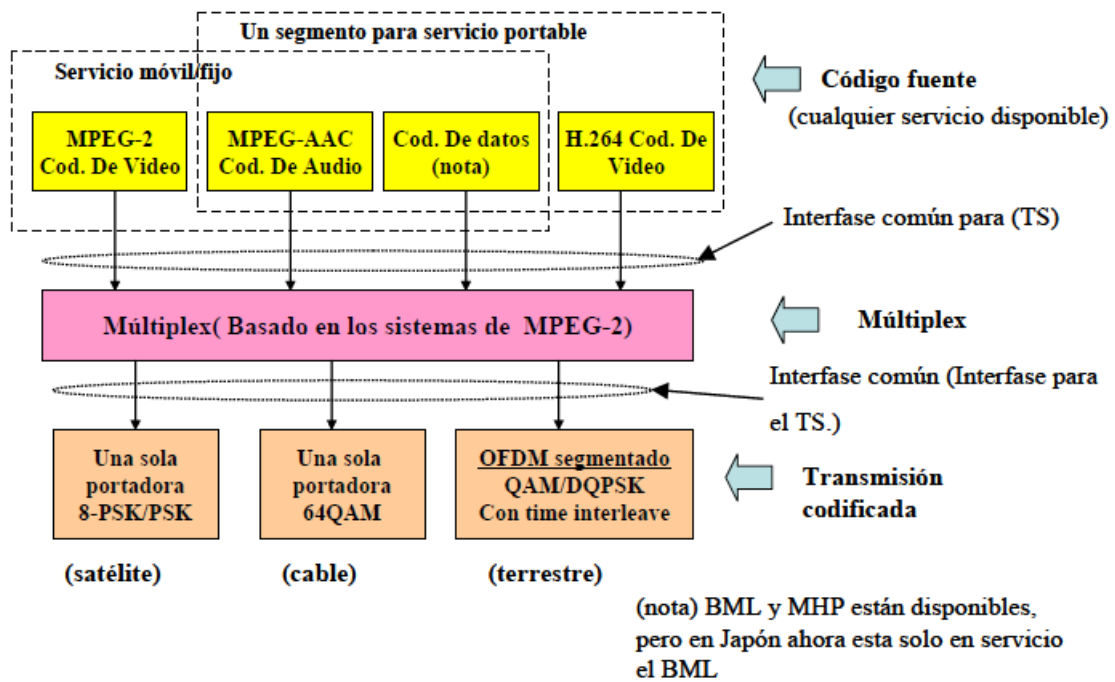 Un segmento para servicio portable
Servicio móvil/fijo
MPEG-2
Cod. De Video
MPEG-AAC
Cod. De Audio
Cod. De datos
(nota)
H.264 Cod. De
Video
Código fuente
(cualquier servicio disponible)
Interfase común para (TS)
Múltiplex( Basado en los sistemas de MPEG-2)
Múltiplex
Interfase común (Interfase para
el TS.)
Una sola
portadora
8-PSK/PSK
Una sola
portadora
64QAM
OFDM segmentado
QAM/DQPSK
Con time interleave
Transmisión
codificada
(satélite)
(cable)
(terrestre)
(nota) BML y MHP están disponibles,
pero en Japón ahora esta solo en servicio
el BML